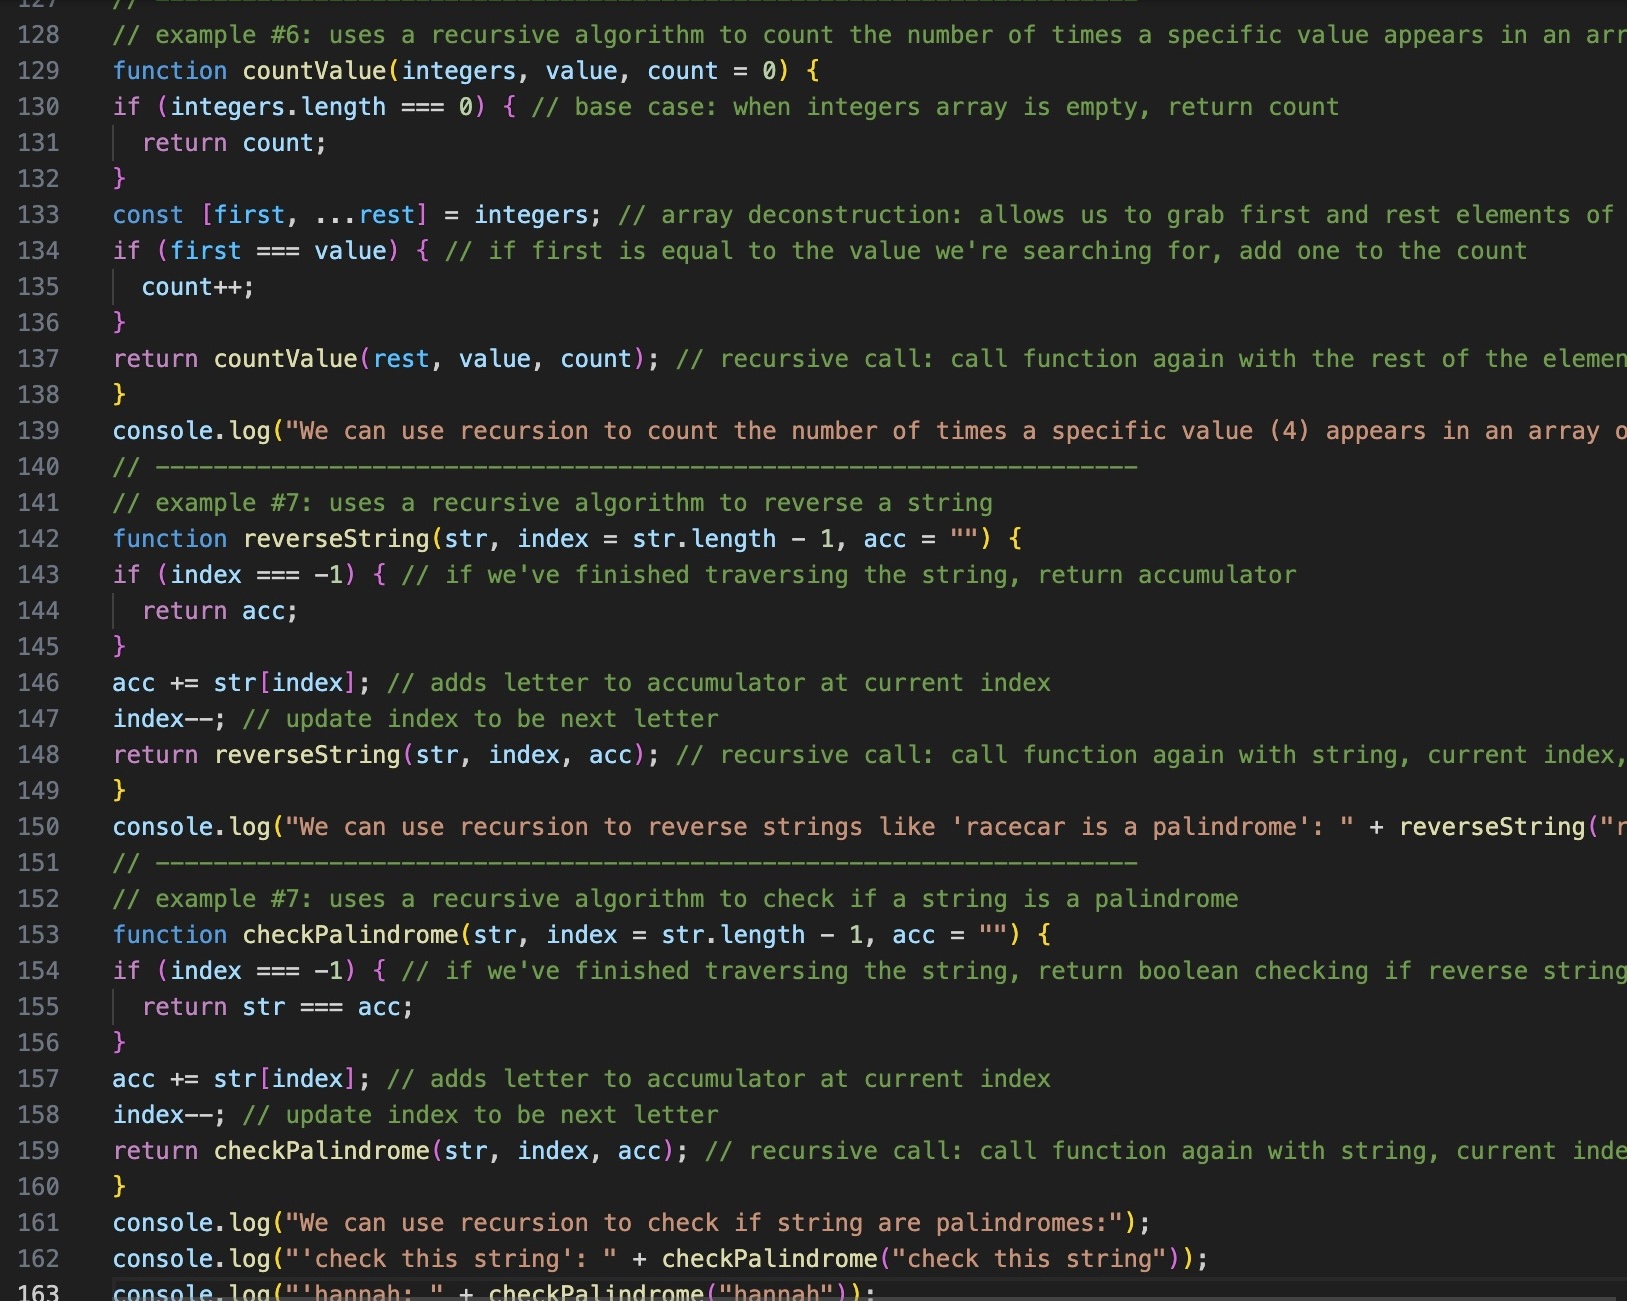 128 // example #6: uses a recursive algorithm to count the number of times a specific value appears in an arr
129 function countValue(integers, value, count = 0) {
130 if (integers.length === 0) { // base case: when integers array is empty, return count
131 return count;
132 }
133 const [first, ...rest] = integers; // array deconstruction: allows us to grab first and rest elements of
134 if (first === value) { // if first is equal to the value we're searching for, add one to the count
135 count++;
136 }
137 return countValue(rest, value, count); // recursive call: call function again with the rest of the elemen
138 }
139 console.log("We can use recursion to count the number of times a specific value (4) appears in an array o
140 // --------------------------------------------------------------------
141 // example #7: uses a recursive algorithm to reverse a string
142 function reverseString(str, index = str.length - 1, acc = "") {
143 if (index === -1) { // if we've finished traversing the string, return accumulator
144 return acc;
145 }
146 acc += str[index]; // adds letter to accumulator at current index
147 index--; // update index to be next letter
148 return reverseString(str, index, acc); // recursive call: call function again with string, current index,
149 }
150 console.log("We can use recursion to reverse strings like 'racecar is a palindrome': " + reverseString("r
151 // --------------------------------------------------------------------
152 // example #7: uses a recursive algorithm to check if a string is a palindrome
153 function checkPalindrome(str, index = str.length - 1, acc = "") {
154 if (index === -1) { // if we've finished traversing the string, return boolean checking if reverse string
155 return str === acc;
156 }
157 acc += str[index]; // adds letter to accumulator at current index
158 index--; // update index to be next letter
159 return checkPalindrome(str, index, acc); // recursive call: call function again with string, current inde
160 }
161 console.log("We can use recursion to check if string are palindromes:");
162 console.log("'check this string': " + checkPalindrome("check this string"));
163 console.log("'hannah: " + checkPalindrome("hannah"));